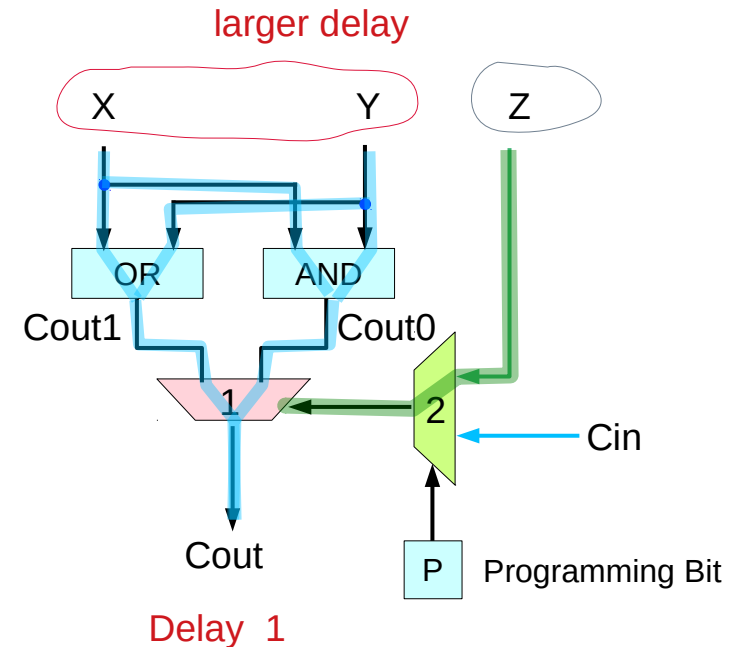 larger delay
X Y Z
OR AND
Cout1 Cout0
1
2
Cin
Cout
P Programming Bit
Delay 1